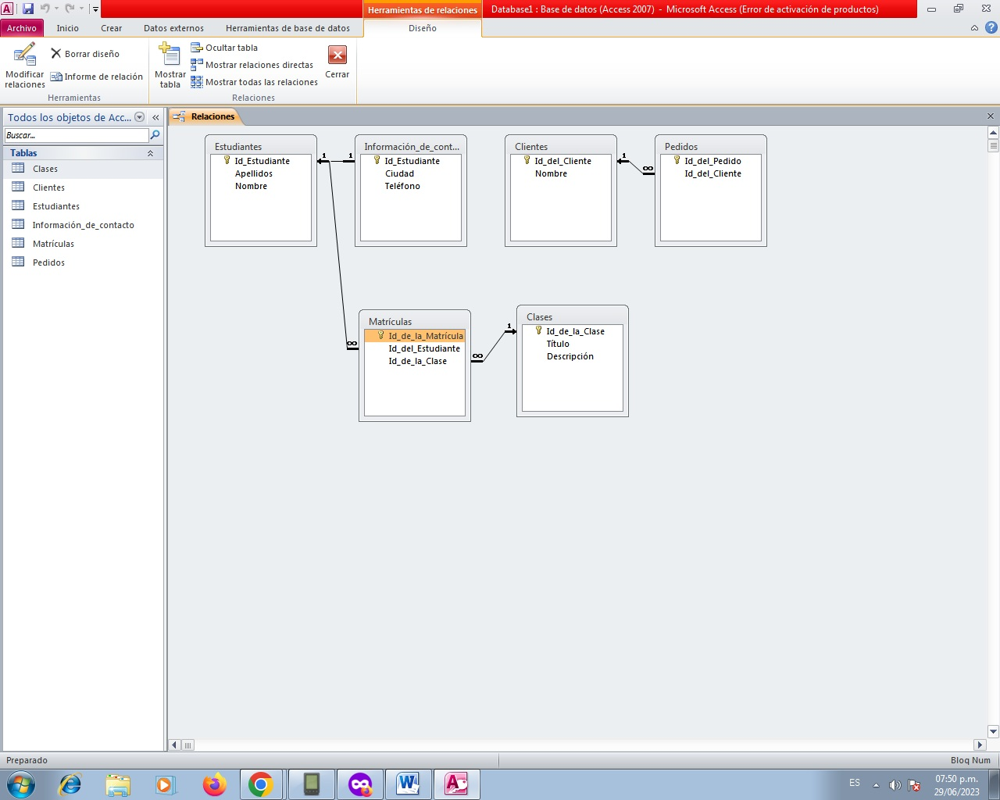 Herramientas de relaciones
Database1 : Base de datos (Access 2007)  -  Microsoft Access (Error de activación de productos)
Archivo
Inicio
Crear
Datos externos
Herramientas de base de datos
Diseño
Modificar
relaciones
Borrar diseño
Informe de relación
Herramientas
Mostrar
tabla
Ocultar tabla
Mostrar relaciones directas
Mostrar todas las relaciones
Relaciones
Cerrar
Todos los objetos de Acc...
Buscar...
Tablas
Clases
Clientes
Estudiantes
Información_de_contacto
Matrículas
Pedidos
Relaciones
Estudiantes
Id_Estudiante
Apellidos
Nombre
1
1
Información_de_cont...
Id_Estudiante
Ciudad
Teléfono
Clientes
Id_del_Cliente
Nombre
1
∞
Pedidos
Id_del_Pedido
Id_del_Cliente
∞
Matrículas
Id_de_la_Matrícula
Id_del_Estudiante
Id_de_la_Clase
∞
1
Clases
Id_de_la_Clase
Título
Descripción
Preparado
Bloq Num
ES
07:50 p.m.
29/06/2023